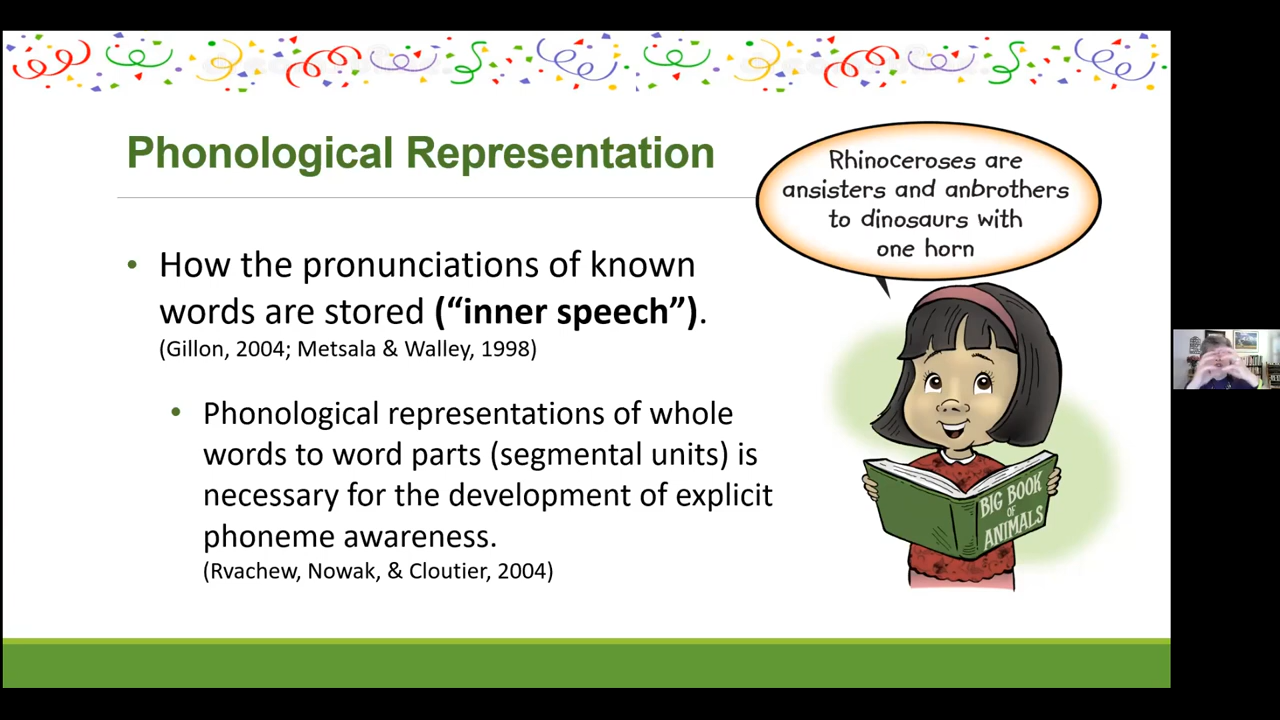 Phonological Representation
Rhinoceroses are
ansisters and anbrothers
to dinosaurs with
one horn
• How the pronunciations of known
words are stored (“inner speech”).
(Gillon, 2004; Metsala & Walley, 1998)
• Phonological representations of whole
words to word parts (segmental units) is
necessary for the development of explicit
phoneme awareness.
(Rvachew, Nowak, & Cloutier, 2004)
BIG BOOK
OF
ANIMALS